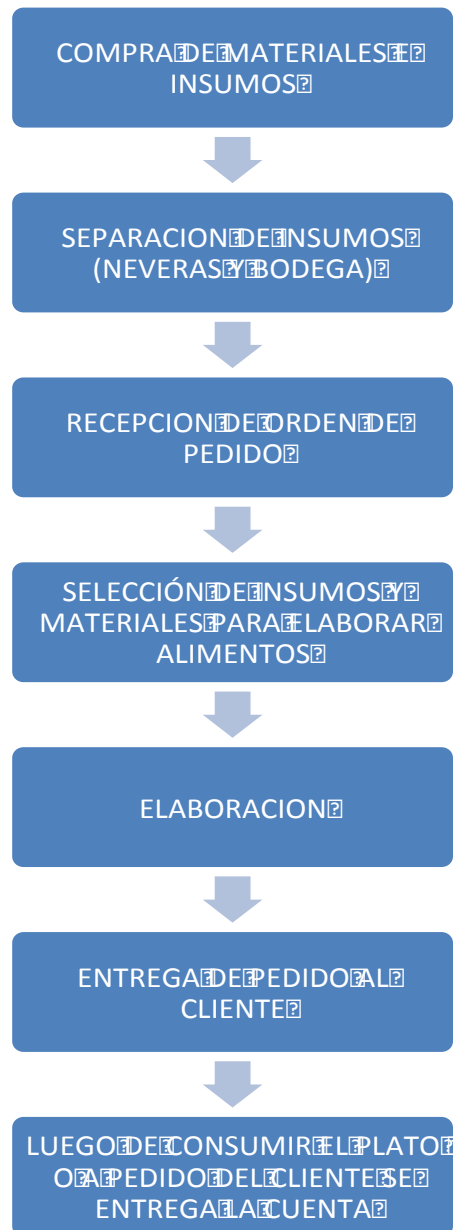 COMPRA DE MATERIALES E
INSUMOS
SEPARACION DE INSUMOS
(NEVERAS Y BODEGA)
RECEPCION DE ORDEN DE
PEDIDO
SELECCIÓN DE INSUMOS Y
MATERIALES PARA ELABORAR
ALIMENTOS
ELABORACION
ENTREGA DE PEDIDO AL
CLIENTE
LUEGO DE CONSUMIR EL PLATO
O A PEDIDO DEL CLIENTE SE
ENTREGA LA CUENTA